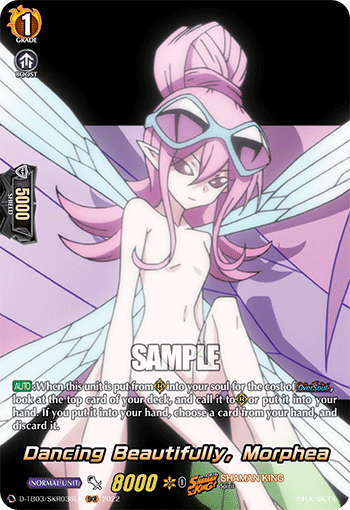 1
GRADE
BOOST
5000
SHIELD
SAMPLE
AUTO:When this unit is put from Ⓡ into your soul for the cost of OverSoul,
look at the top card of your deck, and call it to Ⓡ or put it into your
hand. If you put it into your hand, choose a card from your hand, and
discard it.
Dancing Beautifully, Morphea
NORMAL UNIT
8000
0
SHAMAN KING
SHAMAN KING
D-TB03/SKR036EN
2022